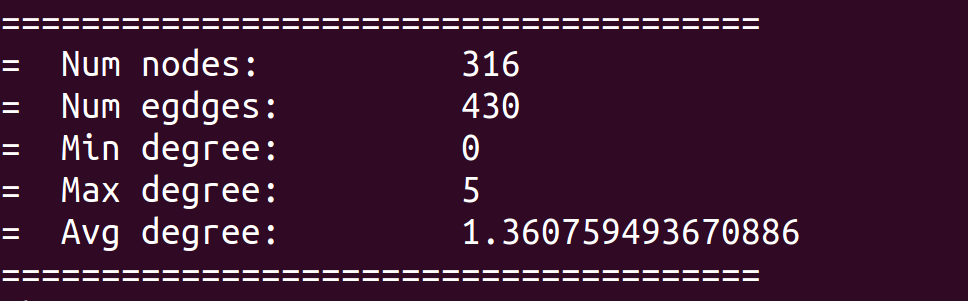 ======================================
= Num nodes: 316
= Num egdges: 430
= Min degree: 0
= Max degree: 5
= Avg degree: 1.360759493670886
======================================